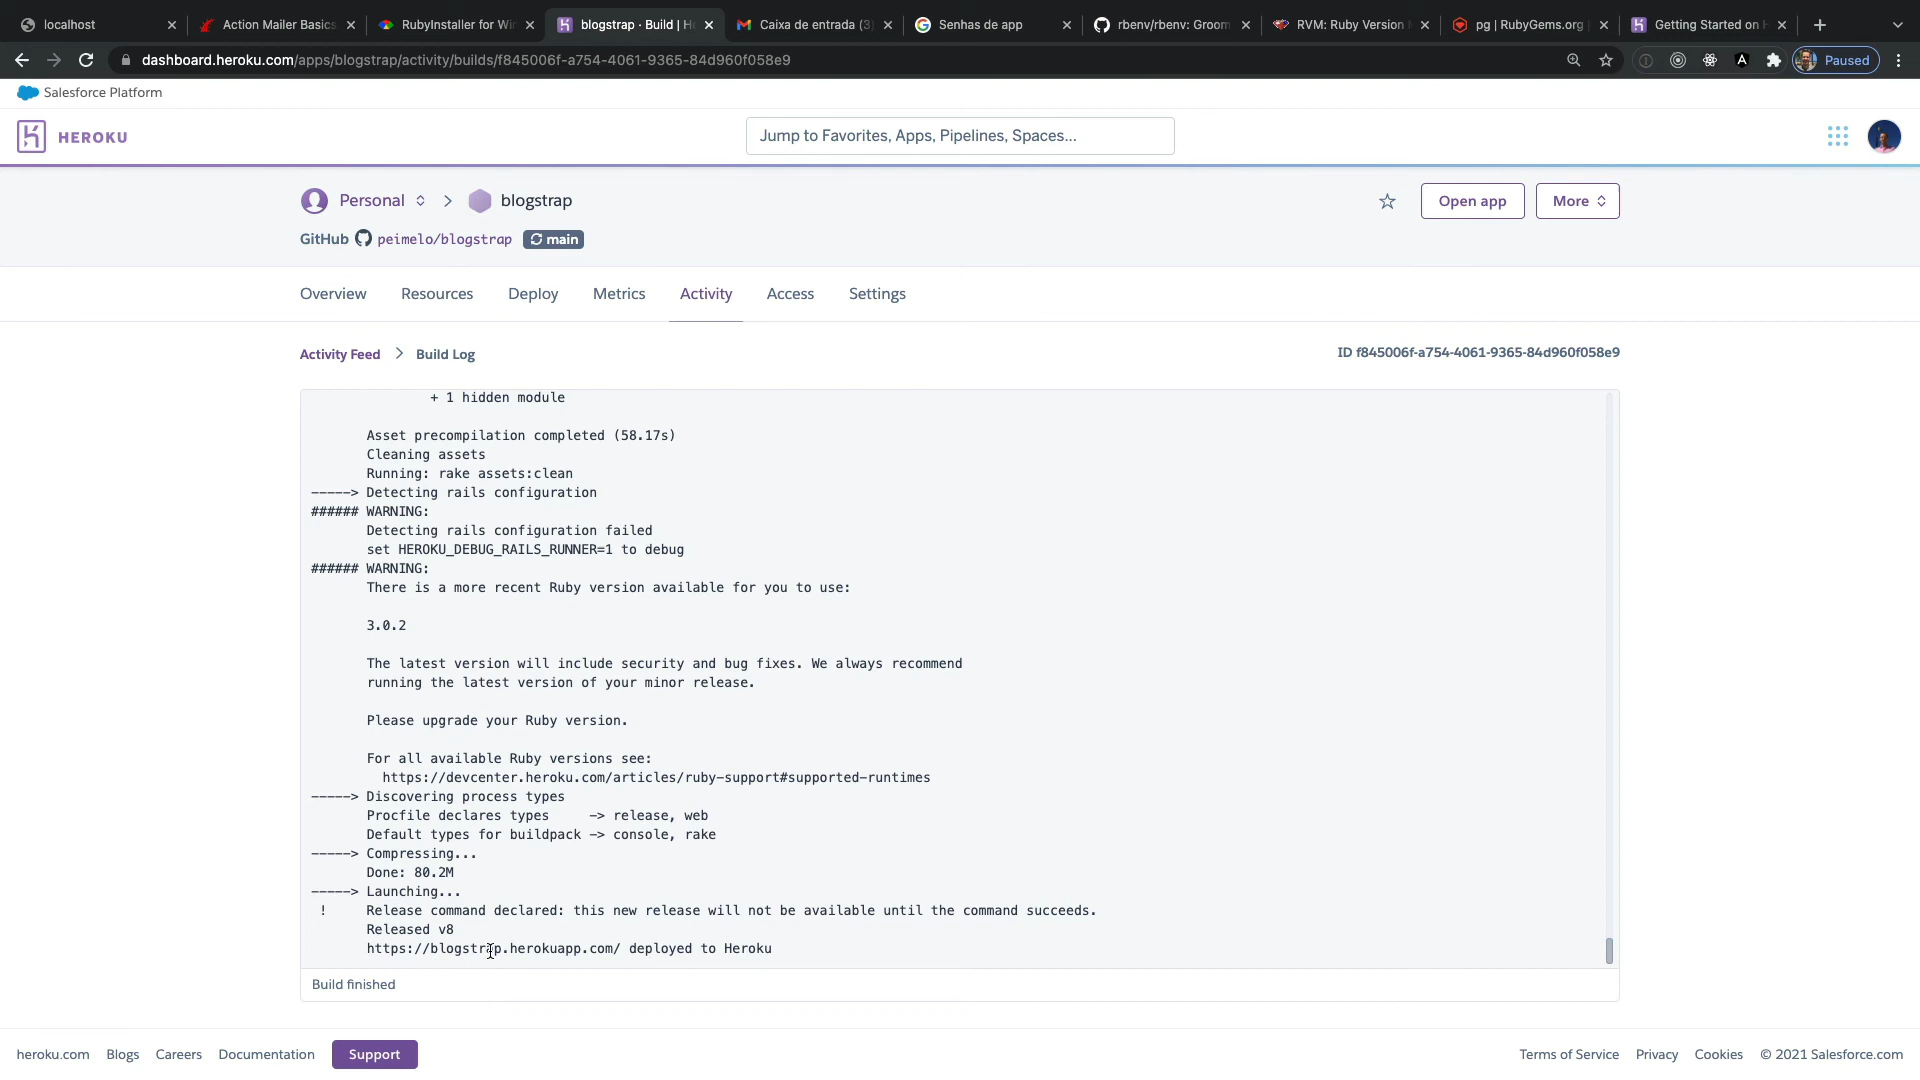 localhost
Action Mailer Basics
RubyInstaller for Wi
blogstrap · Build | H
Caixa de entrada (3
Senhas de app
rbenv/rbenv: Groom
RVM: Ruby Version
pg | RubyGems.org
Getting Started on
dashboard.heroku.com/apps/blogstrap/activity/builds/f845006f-a754-4061-9365-84d960f058e9
Paused
Salesforce Platform
HEROKU
Jump to Favorites, Apps, Pipelines, Spaces...
Personal
blogstrap
Open app
More
GitHub peimelo/blogstrap main
Overview
Resources
Deploy
Metrics
Activity
Access
Settings
Activity Feed > Build Log
ID f845006f-a754-4061-9365-84d960f058e9
+ 1 hidden module
Asset precompilation completed (58.17s)
Cleaning assets
Running: rake assets:clean
-----> Detecting rails configuration
###### WARNING:
Detecting rails configuration failed
set HEROKU_DEBUG_RAILS_RUNNER=1 to debug
###### WARNING:
There is a more recent Ruby version available for you to use:
3.0.2
The latest version will include security and bug fixes. We always recommend
running the latest version of your minor release.
Please upgrade your Ruby version.
For all available Ruby versions see:
https://devcenter.heroku.com/articles/ruby-support#supported-runtimes
-----> Discovering process types
Procfile declares types     -> release, web
Default types for buildpack -> console, rake
-----> Compressing...
Done: 80.2M
-----> Launching...
!     Release command declared: this new release will not be available until the command succeeds.
Released v8
https://blogstrap.herokuapp.com/ deployed to Heroku
Build finished
heroku.com
Blogs
Careers
Documentation
Support
Terms of Service
Privacy
Cookies
© 2021 Salesforce.com